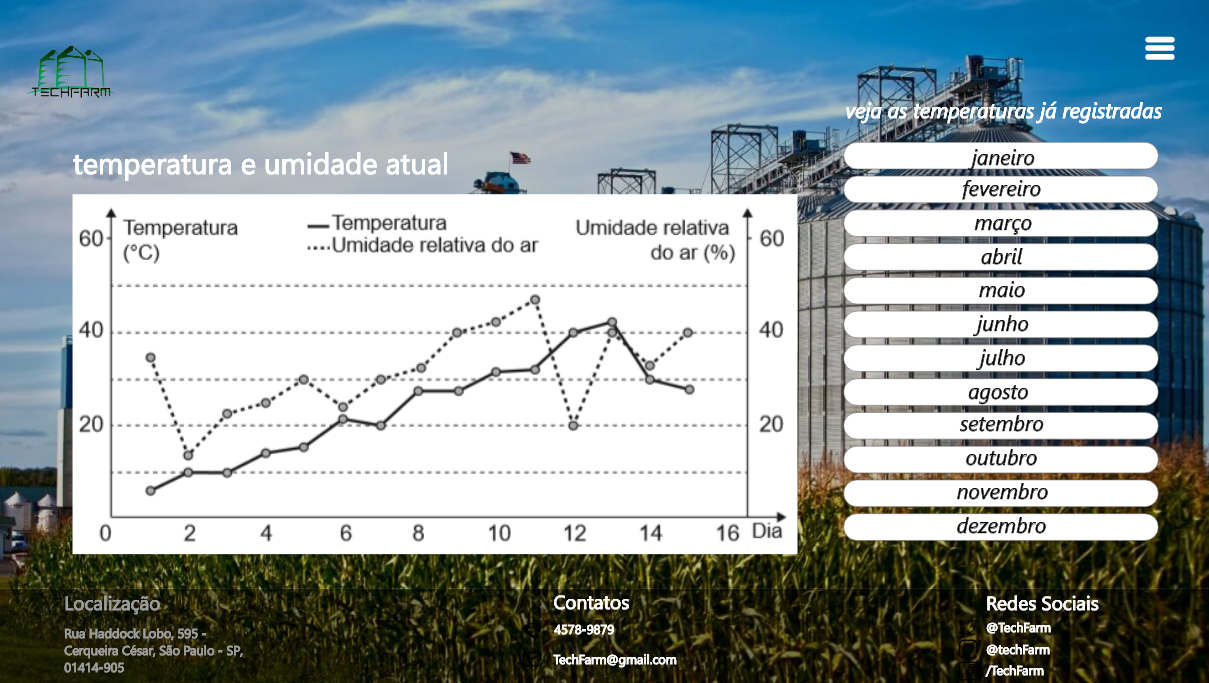 TECHFARM
veja as temperaturas já registradas
temperatura e umidade atual
Temperatura
(°C)
Temperatura
Umidade relativa do ar
Umidade relativa
do ar (%)
60
40
20
60
40
20
0 2 4 6 8 10 12 14 16 Dia
janeiro
fevereiro
março
abril
maio
junho
julho
agosto
setembro
outubro
novembro
dezembro
Localização
Rua Haddock Lobo, 595 -
Cerqueira César, São Paulo - SP,
01414-905
Contatos
4578-9879
TechFarm@gmail.com
Redes Sociais
@TechFarm
@techFarm
/TechFarm